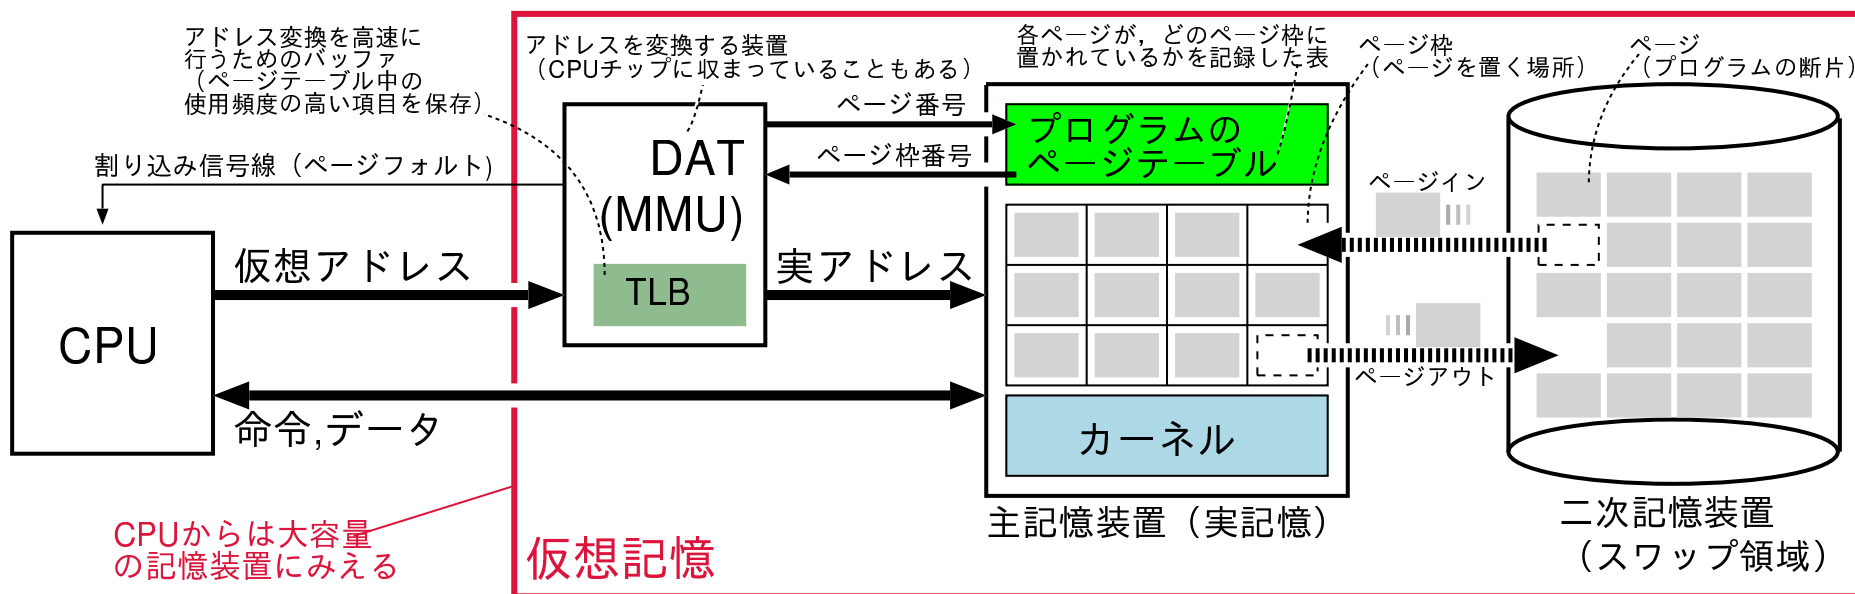 アドレス変換を高速に
行うためのバッファ
（ページテーブル中の
使用頻度の高い項目を保存）
アドレスを変換する装置
（CPUチップに収まっていることもある）
各ページが，どのページ枠に
置かれているかを記録した表
ページ枠
（ページを置く場所）
ページ
（プログラムの断片）
割り込み信号線（ページフォルト）
ページ番号
ページ枠番号
DAT
(MMU)
TLB
プログラムの
ページテーブル
ページイン
ページアウト
CPU
仮想アドレス
実アドレス
命令,データ
カーネル
主記憶装置（実記憶）
二次記憶装置
（スワップ領域）
CPUからは大容量
の記憶装置にみえる
仮想記憶